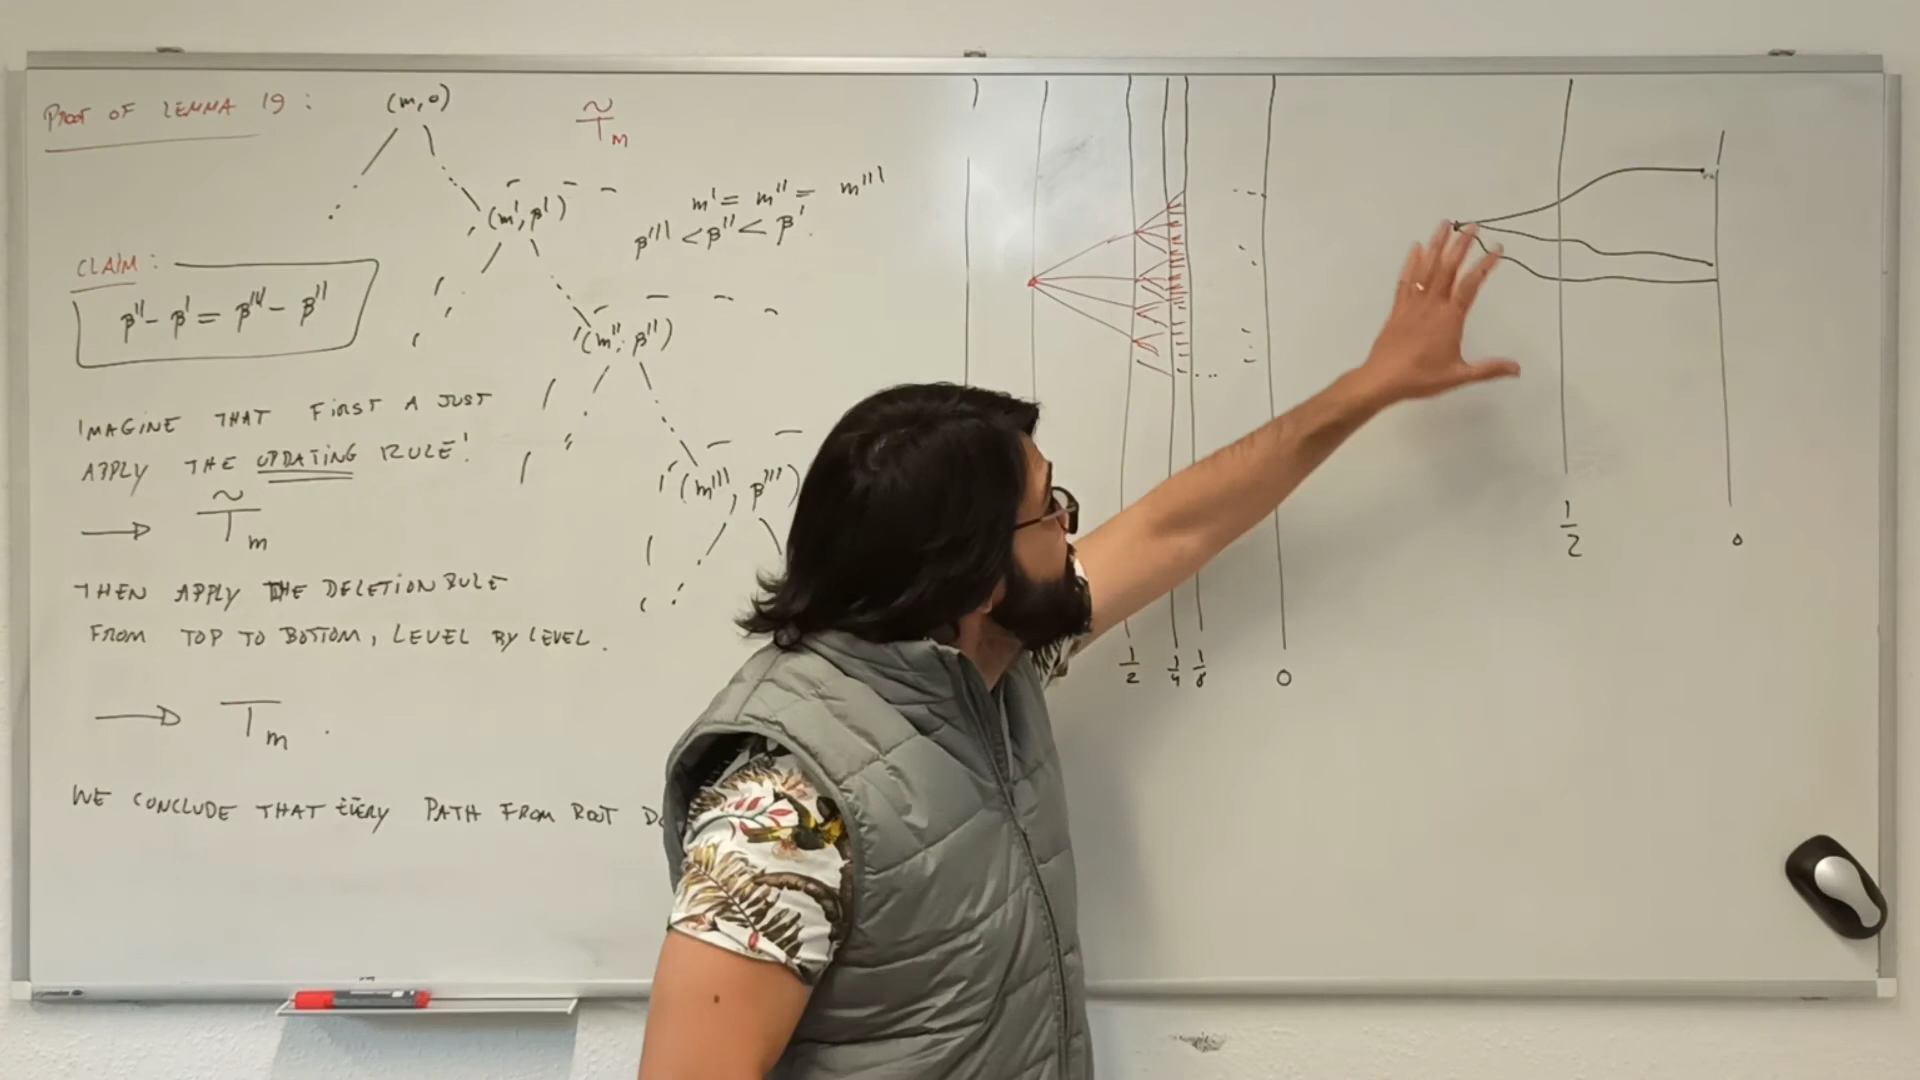 PROOF OF LEMMA 19 :
(m, 0)
T̃m
(m', β')
m' = m'' = m'''
β''' < β'' < β'.
CLAIM :
β'' - β' = β''' - β''
(m'', β'')
(m''', β''')
IMAGINE THAT FIRST A JUST
APPLY THE UPDATING RULE!
→ T̃m
THEN APPLY THE DELETION RULE
FROM TOP TO BOTTOM, LEVEL BY LEVEL.
→ Tm .
WE CONCLUDE THAT EVERY PATH FROM ROOT
1/2 1/4 1/8 0
1/2 0